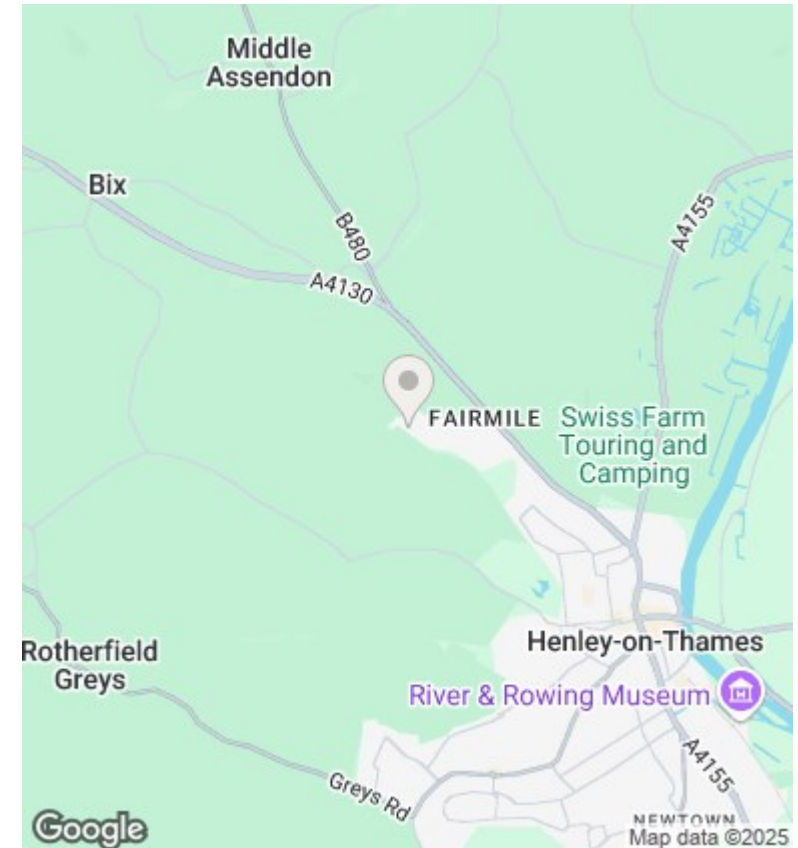 Middle
Assendon
Bix
B480
A4130
A4155
FAIRMILE
Swiss Farm
Touring and
Camping
Henley-on-Thames
Rotherfield
Greys
River & Rowing Museum
A4155
Greys Rd
NEWTOWN
Google
Map data ©2025